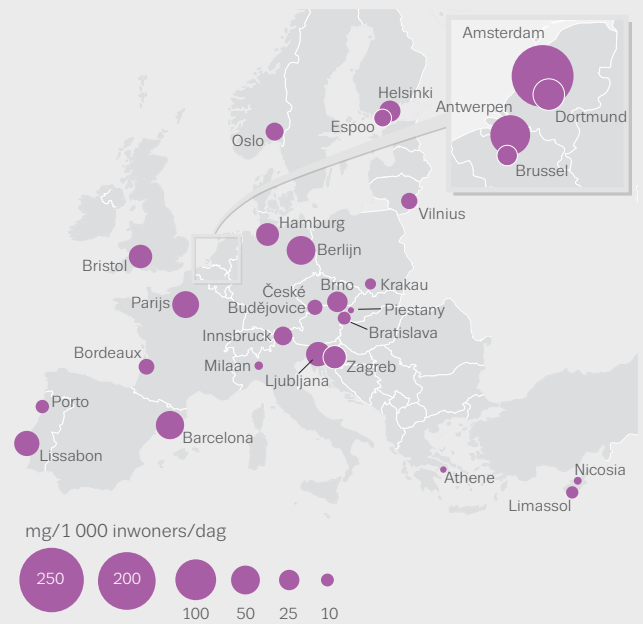 Amsterdam
Helsinki
Antwerpen
Espoo
Dortmund
Oslo
Brussel
Vilnius
Hamburg
Berlijn
Bristol
České
Budějovice
Brno
Krakau
Parijs
Piestany
Bratislava
Innsbruck
Bordeaux
Milaan
Zagreb
Ljubljana
Porto
Barcelona
Lissabon
Athene
Nicosia
Limassol
mg/1 000 inwoners/dag
250
200
100
50
25
10